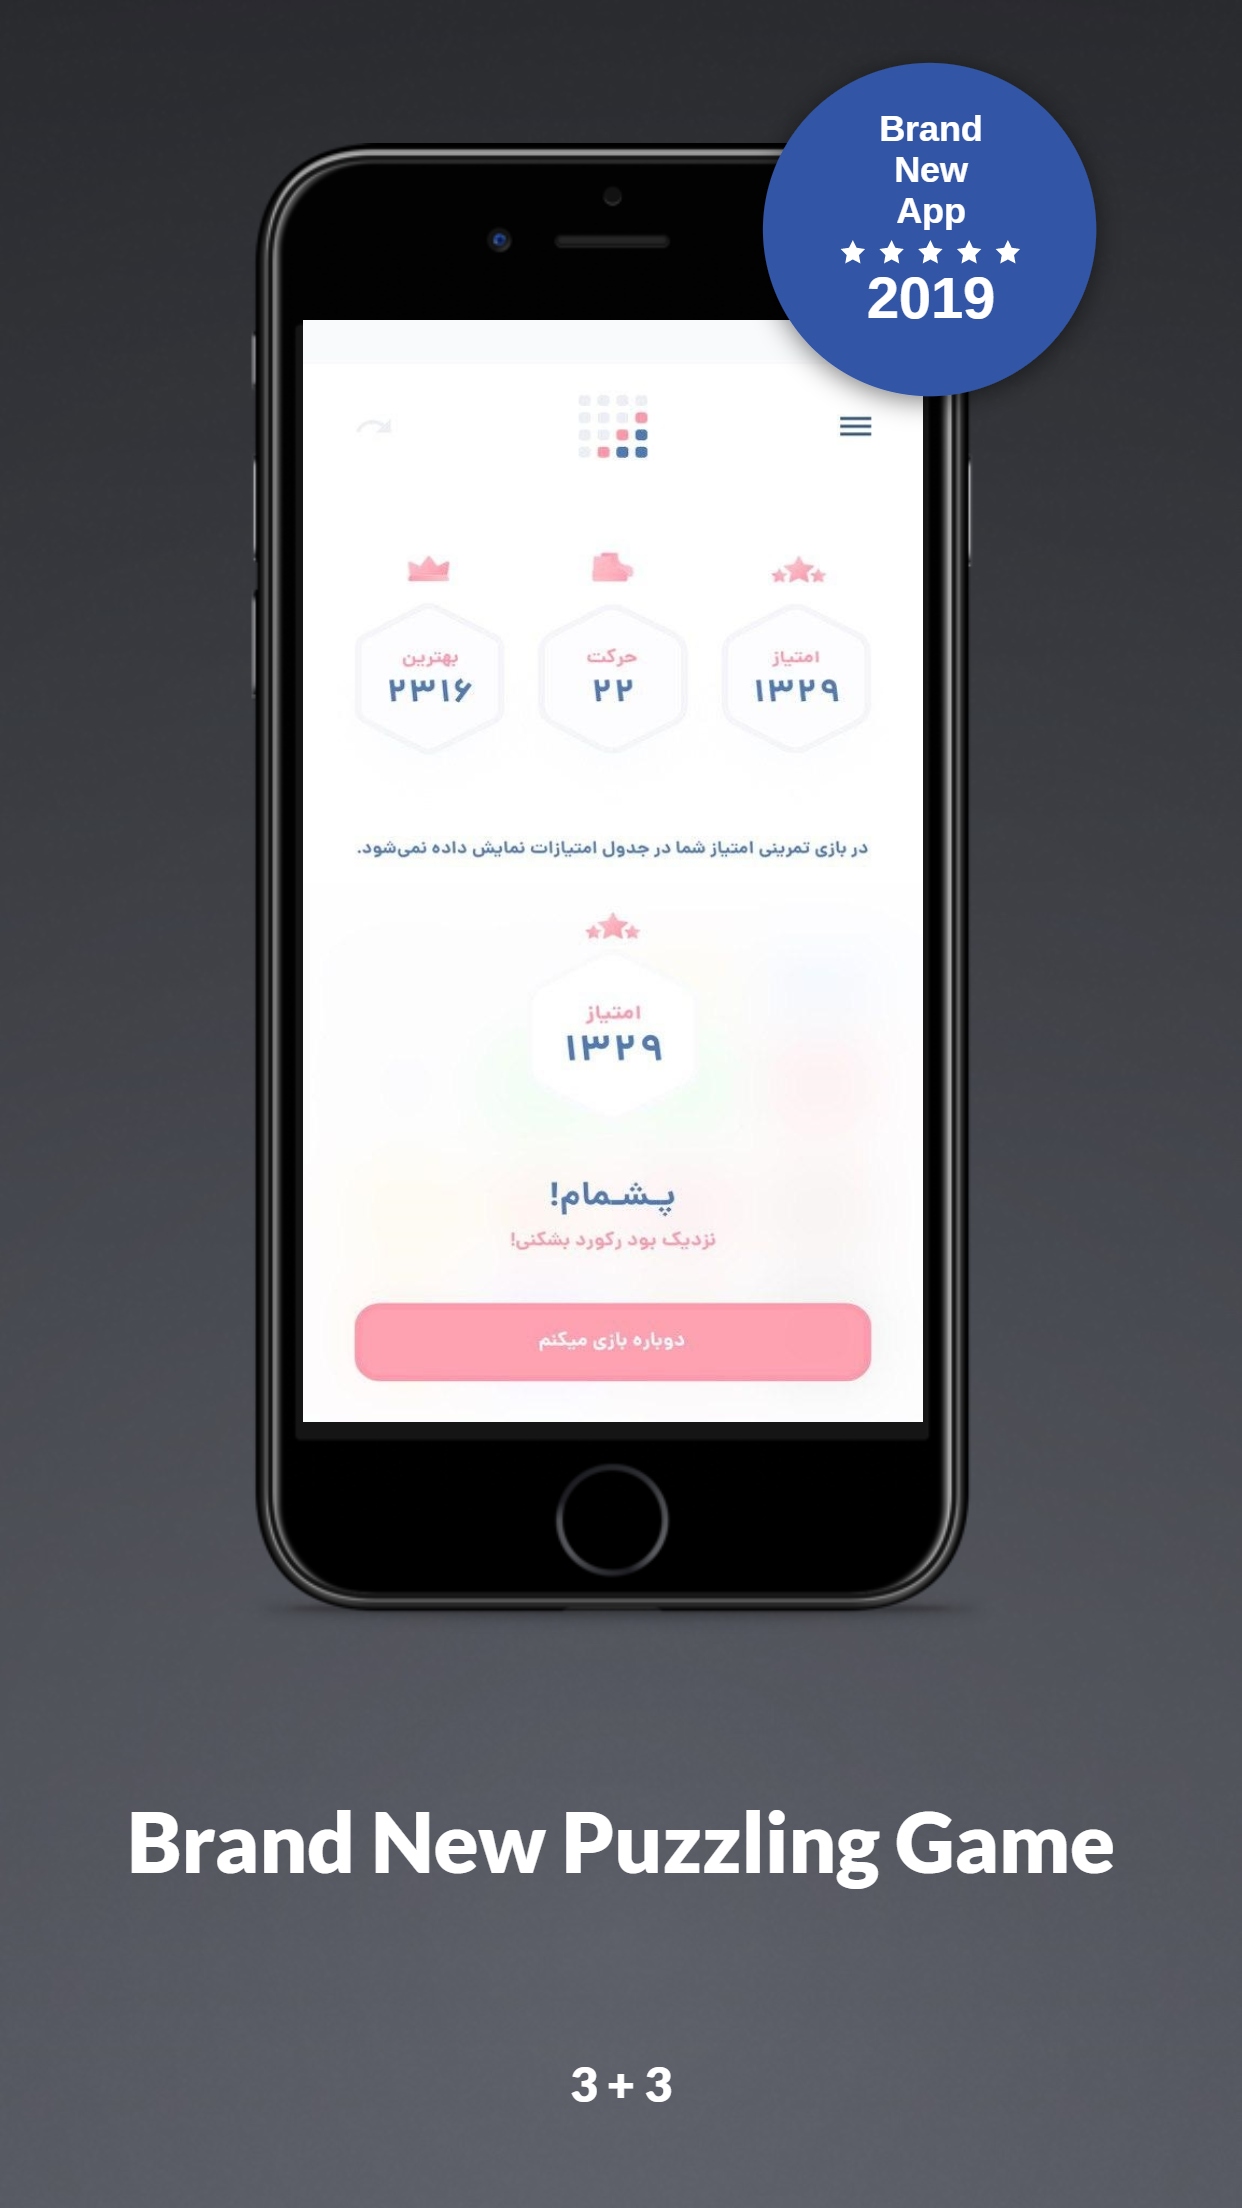 Brand
New
App
2019
امتیاز
۱۳۲۹
حرکت
۲۲
بهترین
۲۳۱۶
در بازی تمرینی امتیاز شما در جدول امتیازات نمایش داده نمی‌شود.
امتیاز
۱۳۲۹
پـشـمام!
نزدیک بود رکورد بشکنی!
دوباره بازی میکنم
Brand New Puzzling Game
3 + 3